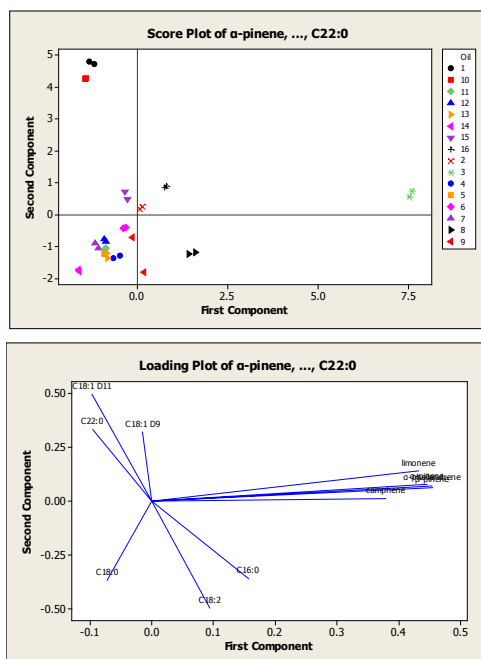 Score Plot of α-pinene, ..., C22:0
Second Component
5
4
3
2
1
0
-1
-2
0.0
2.5
5.0
7.5
First Component
Oil
1
10
11
12
13
14
15
16
2
3
4
5
6
7
8
9
Loading Plot of α-pinene, ..., C22:0
Second Component
0.50
0.25
0.00
-0.25
-0.50
C18:1 D11
C22:0
C18:1 D9
limonene
camphene
C18:0
C16:0
C18:2
-0.1
0.0
0.1
0.2
0.3
0.4
0.5
First Component